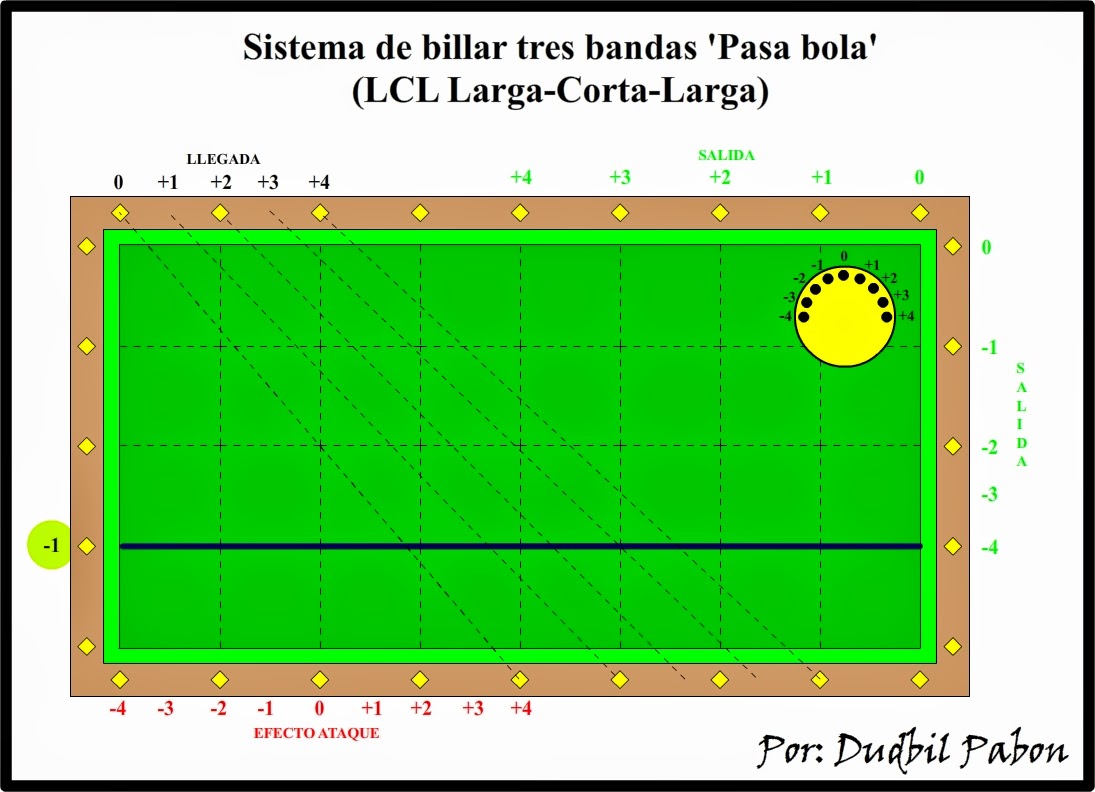 Sistema de billar tres bandas 'Pasa bola'
(LCL Larga-Corta-Larga)
LLEGADA
SALIDA
0 +1 +2 +3 +4 +4 +3 +2 +1 0
0
-1
-2
-3
-4
SALIDA
-4 -3 -2 -1 0 +1 +2 +3 +4
-1
-4 -3 -2 -1 0 +1 +2 +3 +4
EFECTO ATAQUE
Por: Dudbil Pabon